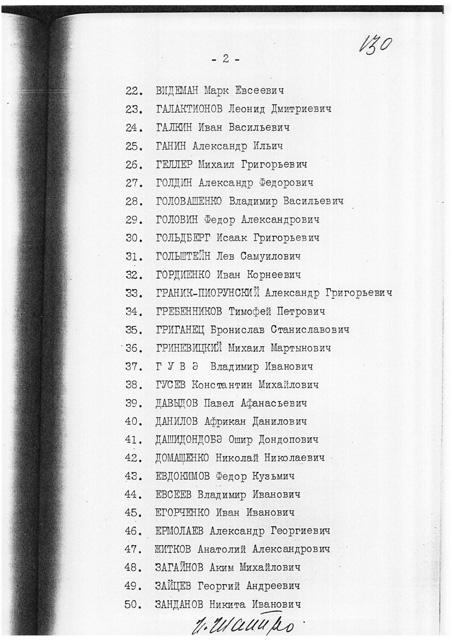 130
- 2 -
22. ВИДЕМАН Марк Евсеевич
23. ГАЛАКТИОНОВ Леонид Дмитриевич
24. ГАЛКИН Иван Васильевич
25. ГАНИН Александр Ильич
26. ГЕЛЛЕР Михаил Григорьевич
27. ГОЛДИН Александр Федорович
28. ГОЛОВАШЕНКО Владимир Васильевич
29. ГОЛОВИН Федор Александрович
30. ГОЛЬДБЕРГ Исаак Григорьевич
31. ГОЛЬШТЕЙН Лев Самуилович
32. ГОРДИЕНКО Иван Корнеевич
33. ГРАНИК-ПИОРУНСКИЙ Александр Григорьевич
34. ГРЕБЕННИКОВ Тимофей Петрович
35. ГРИГАНЕЦ Бронислав Станиславович
36. ГРИНЕВИЦКИЙ Михаил Мартынович
37. Г У В Э Владимир Иванович
38. ГУСЕВ Константин Михайлович
39. ДАВЫДОВ Павел Афанасьевич
40. ДАНИЛОВ Африкан Данилович
41. ДАШИДОНДОБЭ Ошир Дондопович
42. ДОМАЩЕНКО Николай Николаевич
43. ЕВДОКИМОВ Федор Кузьмич
44. ЕВСЕЕВ Владимир Иванович
45. ЕГОРЧЕНКО Иван Иванович
46. ЕРМОЛАЕВ Александр Георгиевич
47. ЖИТКОВ Анатолий Александрович
48. ЗАГАЙНОВ Аким Михайлович
49. ЗАЙЦЕВ Георгий Андреевич
50. ЗАНДАНОВ Никита Иванович